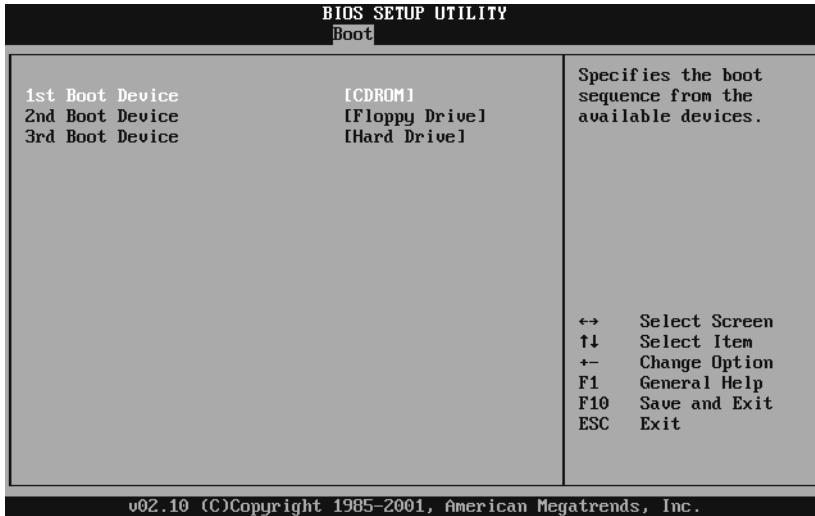 BIOS SETUP UTILITY
Boot
1st Boot Device [CDROM]
2nd Boot Device [Floppy Drive]
3rd Boot Device [Hard Drive]
Specifies the boot
sequence from the
available devices.
↔ Select Screen
↑↓ Select Item
+- Change Option
F1 General Help
F10 Save and Exit
ESC Exit
v02.10 (C)Copyright 1985-2001, American Megatrends, Inc.